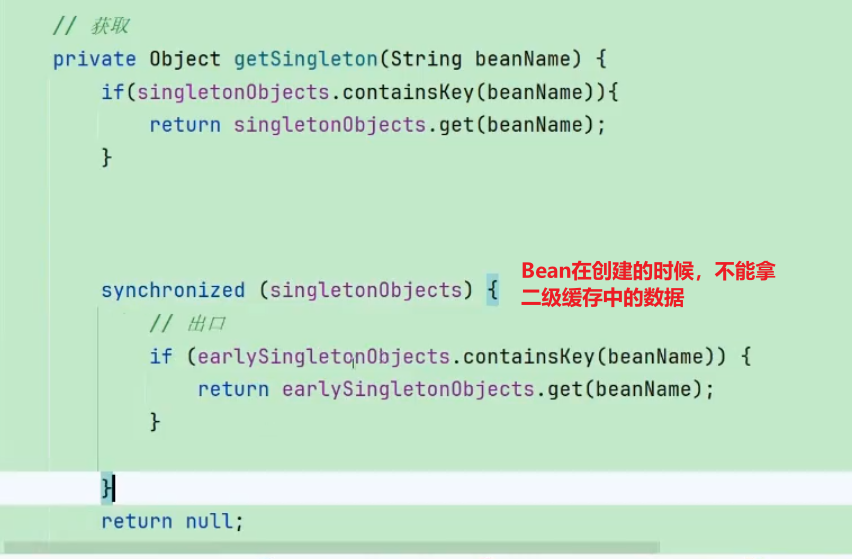 // 获取
private Object getSingleton(String beanName) {
if(singletonObjects.containsKey(beanName)){
return singletonObjects.get(beanName);
}
synchronized (singletonObjects) {
Bean在创建的时候，不能拿
二级缓存中的数据
// 出口
if (earlySingletonObjects.containsKey(beanName)) {
return earlySingletonObjects.get(beanName);
}
}
return null;